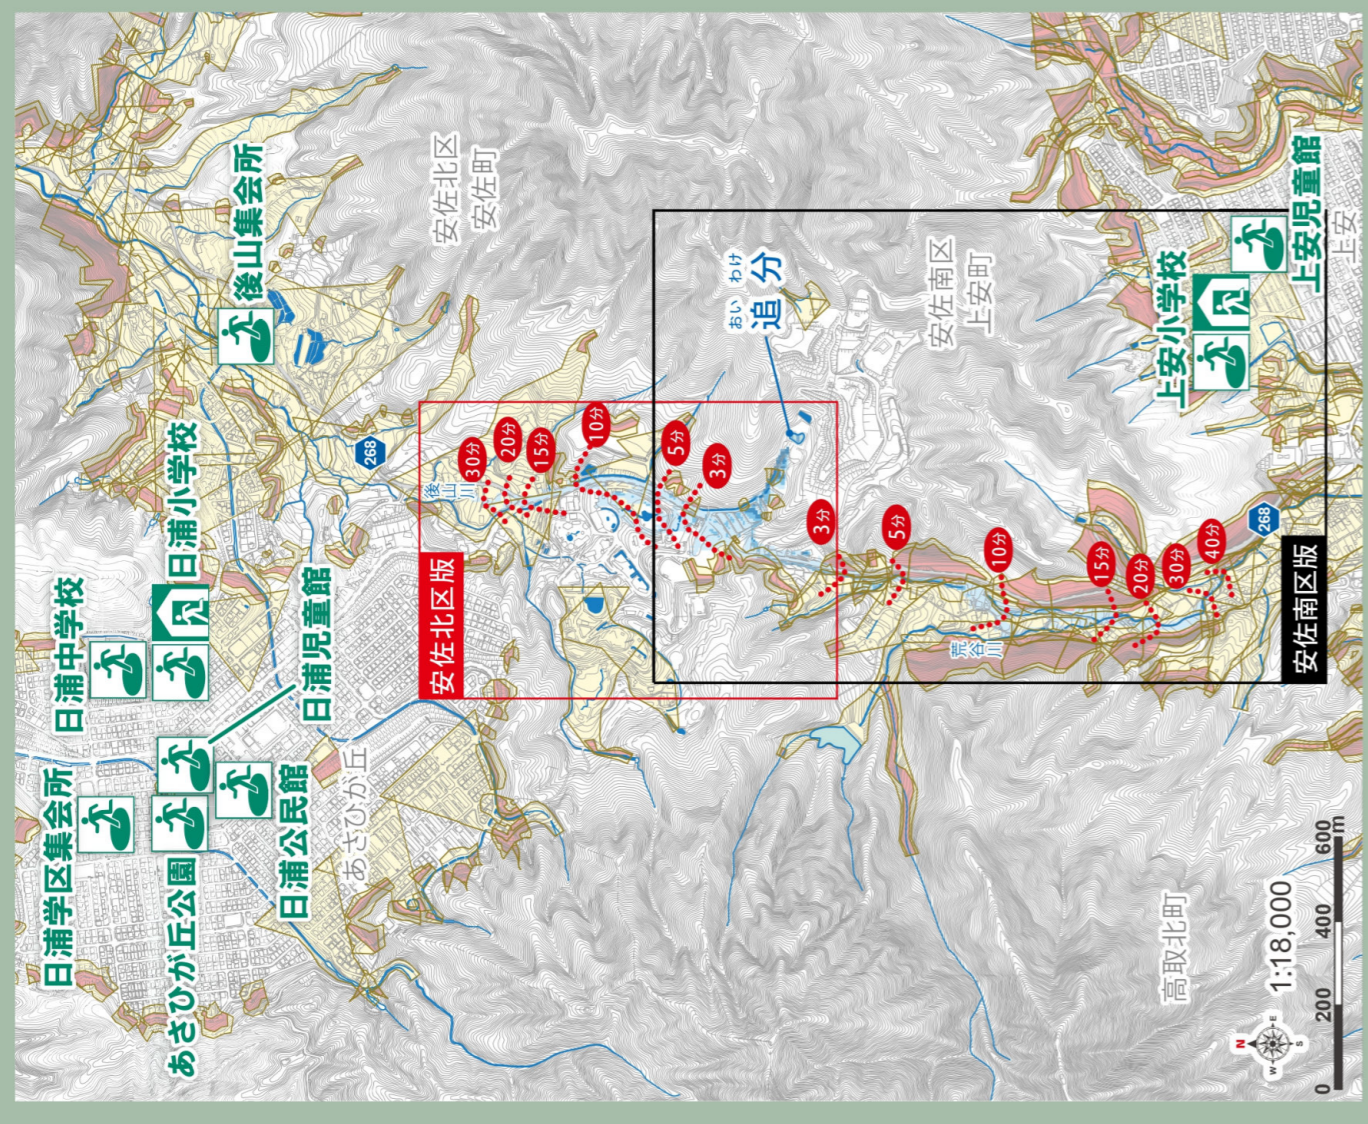 日浦学区集会所
日浦中学校
あさひが丘公園
日浦小学校
後山集会所
日浦公民館
日浦児童館
あさひが丘
268
安佐北区
安佐町
安佐北区版
後山川
30分
20分
15分
10分
5分
3分
おい わけ
追分
3分
5分
10分
15分
20分
30分
40分
荒谷川
安佐南区
上安町
上安小学校
上安児童館
上安
268
安佐南区版
高取北町
N
E
S
W
1:18,000
0 200 400 600m